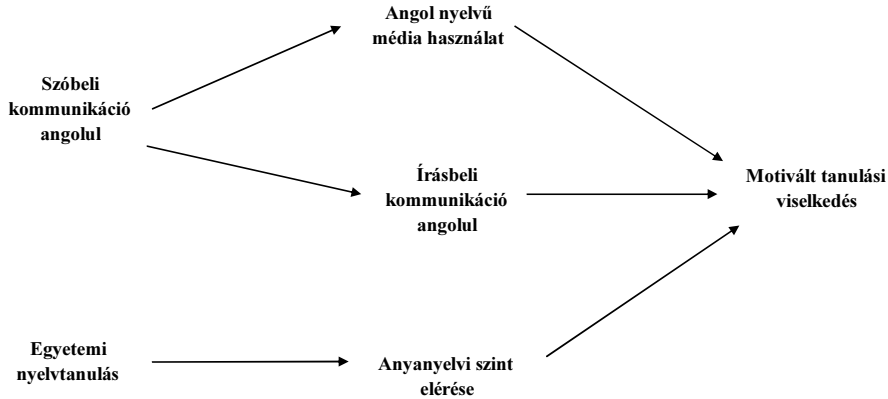 Angol nyelvű
média használat
Szóbeli
kommunikáció
angolul
Írásbeli
kommunikáció
angolul
Motivált tanulási
viselkedés
Egyetemi
nyelvtanulás
Anyanyelvi szint
elérése